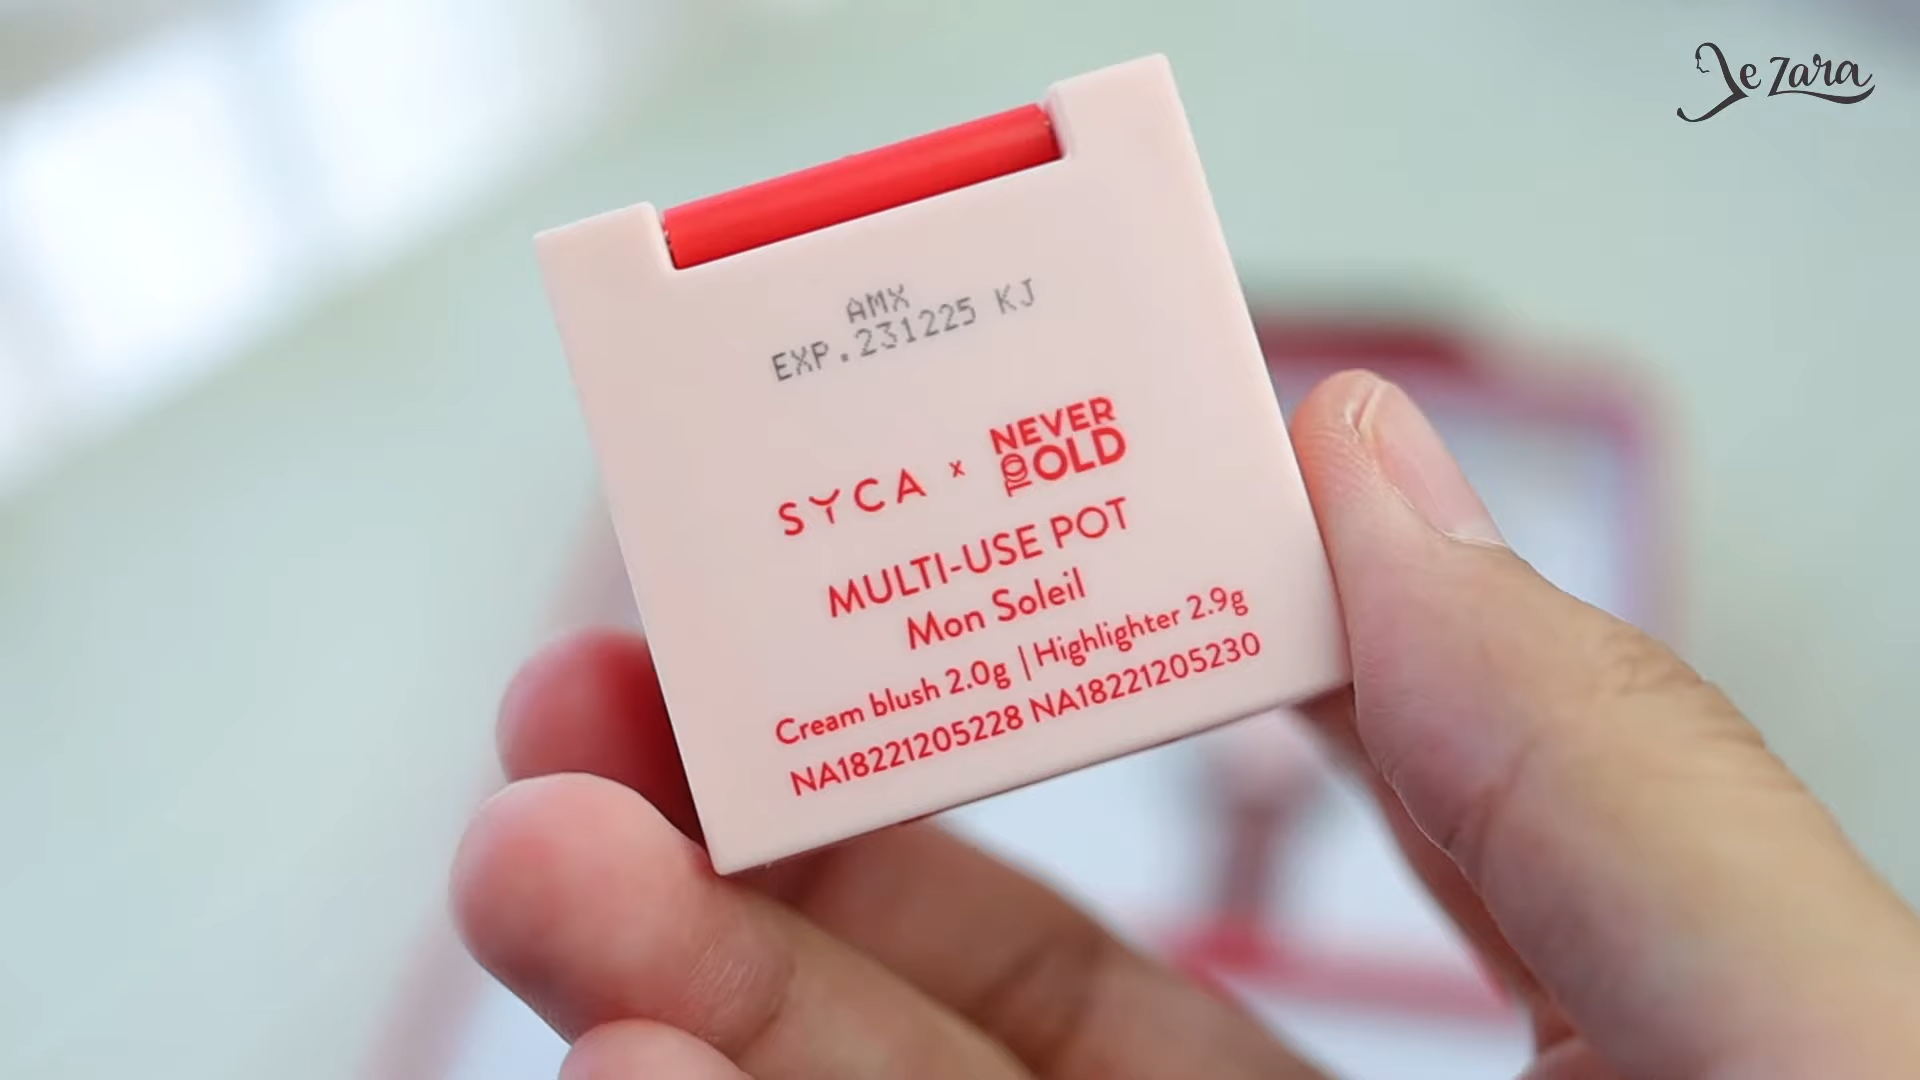 Je Zara
AMX
EXP.231225 KJ
SYCA x NEVER TOO OLD
MULTI-USE POT
Mon Soleil
Cream blush 2.0g | Highlighter 2.9g
NA18221205228 NA18221205230